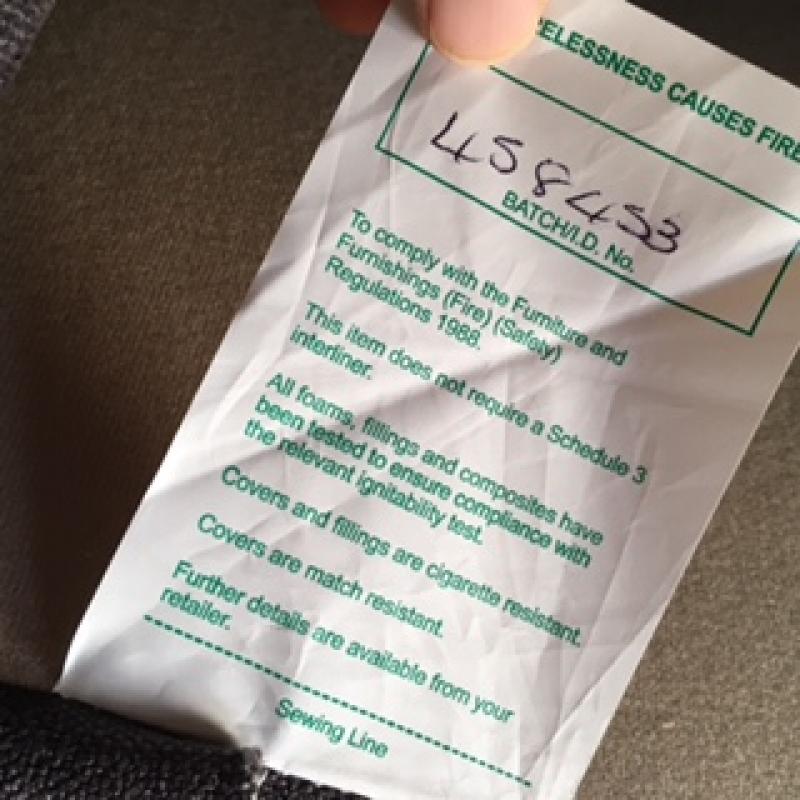 ELESSNESS CAUSES FIRE
458453
BATCH/I.D. No.
To comply with the Furniture and
Furnishings (Fire) (Safety)
Regulations 1988.
This item does not require a Schedule 3
interliner.
All foams, fillings and composites have
been tested to ensure compliance with
the relevant ignitability test.
Covers and fillings are cigarette resistant.
Covers are match resistant.
Further details are available from your
retailer.
Sewing Line